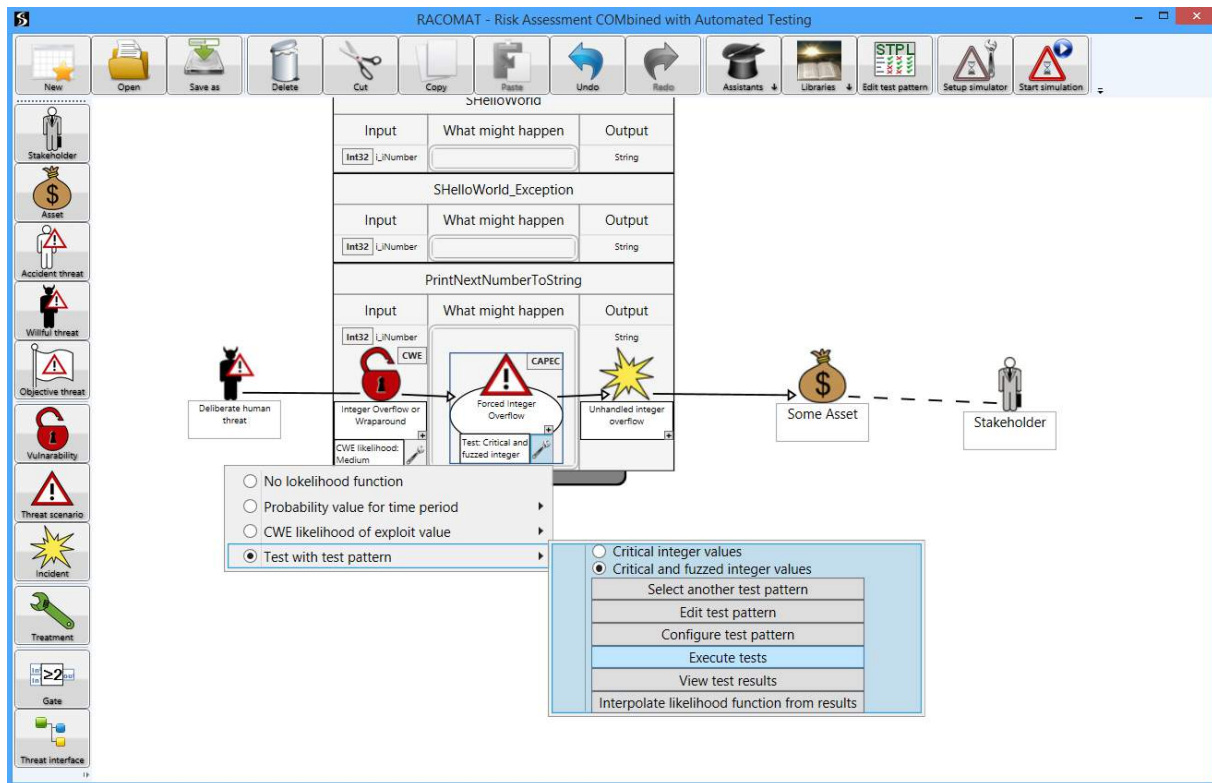 RACOMAT - Risk Assessment COMbined with Automated Testing
STPL
New
Open
Save as
Delete
Cut
Copy
Paste
Undo
Redo
Assistants
Libraries
Edit test pattern
Setup simulator
Start simulation
Stakeholder
$
Asset
Accident threat
Willful threat
Objective threat
Vulnarability
Threat scenario
Incident
Treatment
In
In
≥2
out
Gate
Threat interface
SHelloWorld
Input
What might happen
Output
Int32 i_iNumber
String
SHelloWorld_Exception
Input
What might happen
Output
Int32 i_iNumber
String
PrintNextNumberToString
Input
What might happen
Output
Int32 i_iNumber
String
CWE
CAPEC
Deliberate human
threat
Integer Overflow or
Wraparound
CWE likelihood:
Medium
Forced Integer
Overflow
Test: Critical and
fuzzed integer
Unhandled integer
overflow
$
Some Asset
Stakeholder
No lokelihood function
Probability value for time period
CWE likelihood of exploit value
Test with test pattern
Critical integer values
Critical and fuzzed integer values
Select another test pattern
Edit test pattern
Configure test pattern
Execute tests
View test results
Interpolate likelihood function from results